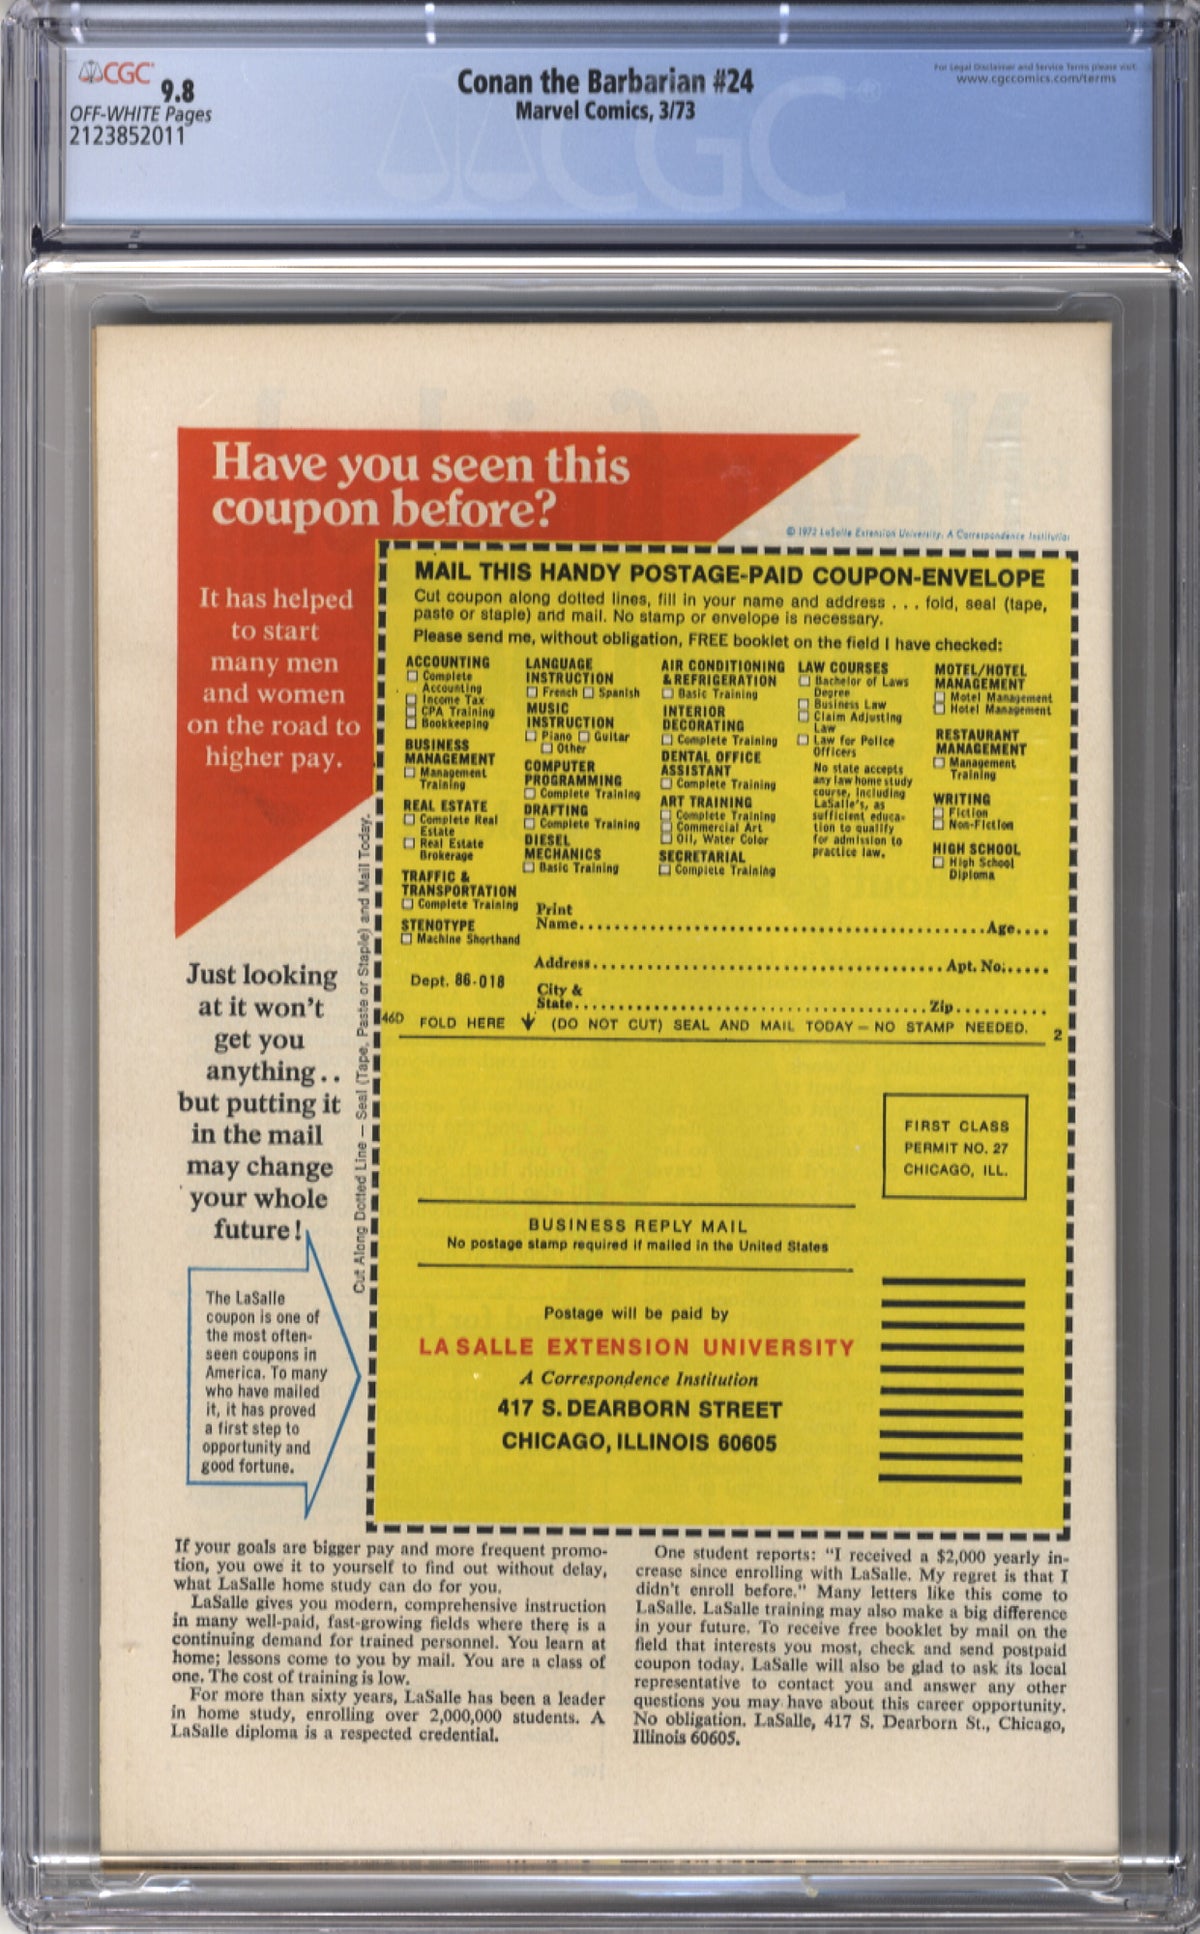 CGC
9.8
OFF-WHITE Pages
2123852011
Conan the Barbarian #24
Marvel Comics, 3/73
For Legal Disclaimer and Service Terms please visit:
www.cgccomics.com/terms
CGC
Have you seen this
coupon before?
It has helped
to start
many men
and women
on the road to
higher pay.
© 1972 LaSalle Extension University. A Correspondence Institution
MAIL THIS HANDY POSTAGE-PAID COUPON-ENVELOPE
Cut coupon along dotted lines, fill in your name and address . . . fold, seal (tape,
paste or staple) and mail. No stamp or envelope is necessary.
Please send me, without obligation, FREE booklet on the field I have checked:
ACCOUNTING
Complete
Accounting
Income Tax
CPA Training
Bookkeeping
BUSINESS
MANAGEMENT
Management
Training
REAL ESTATE
Complete Real
Estate
Real Estate
Brokerage
TRAFFIC &
TRANSPORTATION
Complete Training
STENOTYPE
Machine Shorthand
LANGUAGE
INSTRUCTION
French Spanish
MUSIC
INSTRUCTION
Piano Guitar
Other
COMPUTER
PROGRAMMING
Complete Training
DRAFTING
Complete Training
DIESEL
MECHANICS
Basic Training
AIR CONDITIONING
& REFRIGERATION
Basic Training
INTERIOR
DECORATING
Complete Training
DENTAL OFFICE
ASSISTANT
Complete Training
ART TRAINING
Complete Training
Commercial Art
Oil, Water Color
SECRETARIAL
Complete Training
LAW COURSES
Bachelor of Laws
Degree
Business Law
Claim Adjusting
Law
Law for Police
Officers
No state accepts
any law home study
course, including
LaSalle's, as
sufficient educa-
tion to qualify
for admission to
practice law.
MOTEL/HOTEL
MANAGEMENT
Motel Management
Hotel Management
RESTAURANT
MANAGEMENT
Management
Training
WRITING
Fiction
Non-Fiction
HIGH SCHOOL
High School
Diploma
Print
Name Age
Address Apt. No.
Dept. 86-018
City &
State Zip
46D FOLD HERE (DO NOT CUT) SEAL AND MAIL TODAY — NO STAMP NEEDED. 2
Cut Along Dotted Line — Seal (Tape, Paste or Staple) and Mail Today.
Just looking
at it won't
get you
anything . .
but putting it
in the mail
may change
your whole
future!
The LaSalle
coupon is one of
the most often-
seen coupons in
America. To many
who have mailed
it, it has proved
a first step to
opportunity and
good fortune.
FIRST CLASS
PERMIT NO. 27
CHICAGO, ILL.
BUSINESS REPLY MAIL
No postage stamp required if mailed in the United States
Postage will be paid by
LA SALLE EXTENSION UNIVERSITY
A Correspondence Institution
417 S. DEARBORN STREET
CHICAGO, ILLINOIS 60605
If your goals are bigger pay and more frequent promo-
tion, you owe it to yourself to find out without delay,
what LaSalle home study can do for you.
LaSalle gives you modern, comprehensive instruction
in many well-paid, fast-growing fields where there is a
continuing demand for trained personnel. You learn at
home; lessons come to you by mail. You are a class of
one. The cost of training is low.
For more than sixty years, LaSalle has been a leader
in home study, enrolling over 2,000,000 students. A
LaSalle diploma is a respected credential.
One student reports: "I received a $2,000 yearly in-
crease since enrolling with LaSalle. My regret is that I
didn't enroll before." Many letters like this come to
LaSalle. LaSalle training may also make a big difference
in your future. To receive free booklet by mail on the
field that interests you most, check and send postpaid
coupon today. LaSalle will also be glad to ask its local
representative to contact you and answer any other
questions you may have about this career opportunity.
No obligation. LaSalle, 417 S. Dearborn St., Chicago,
Illinois 60605.